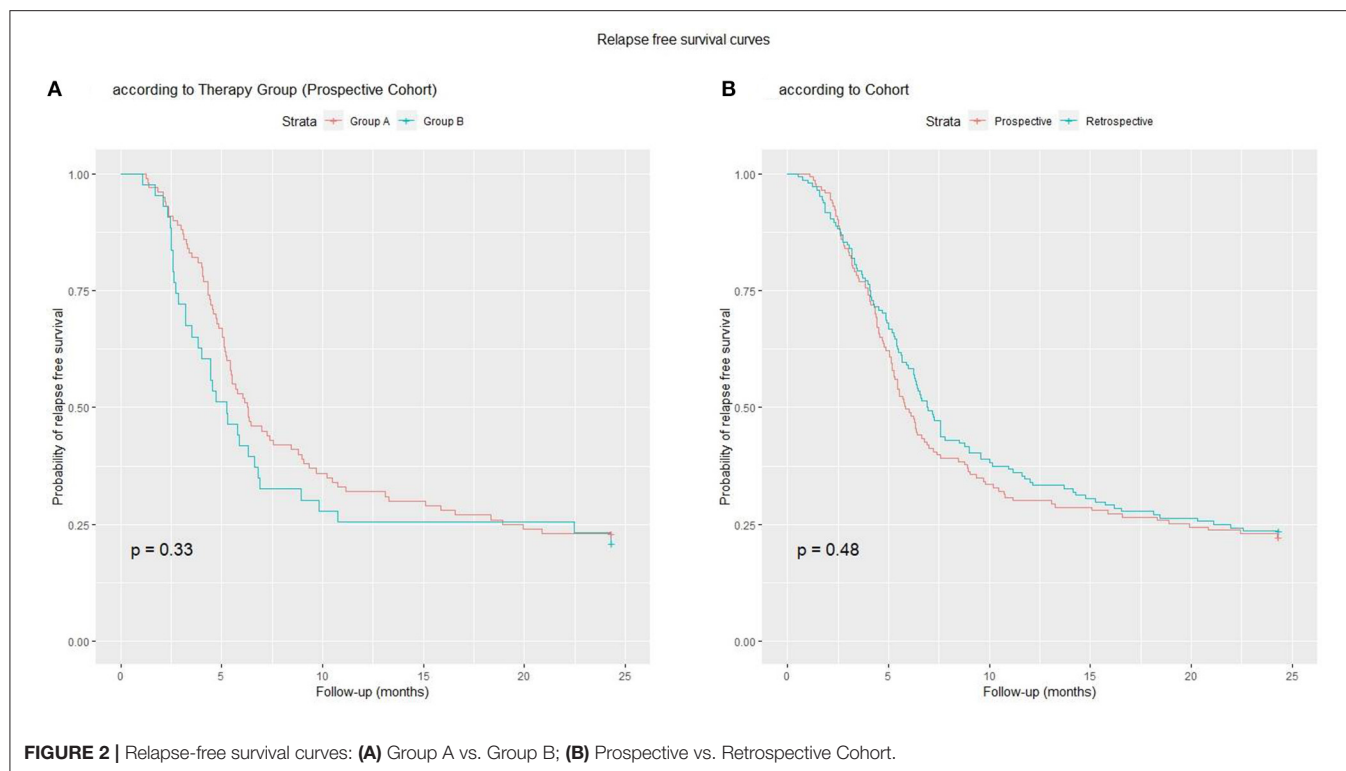 Relapse free survival curves
A according to Therapy Group (Prospective Cohort)
Strata Group A Group B
1.00
0.75
0.50
0.25
0.00
Probability of relapse free survival
p = 0.33
0 5 10 15 20 25
Follow-up (months)
B according to Cohort
Strata Prospective Retrospective
1.00
0.75
0.50
0.25
0.00
Probability of relapse free survival
p = 0.48
0 5 10 15 20 25
Follow-up (months)
FIGURE 2 | Relapse-free survival curves: (A) Group A vs. Group B; (B) Prospective vs. Retrospective Cohort.